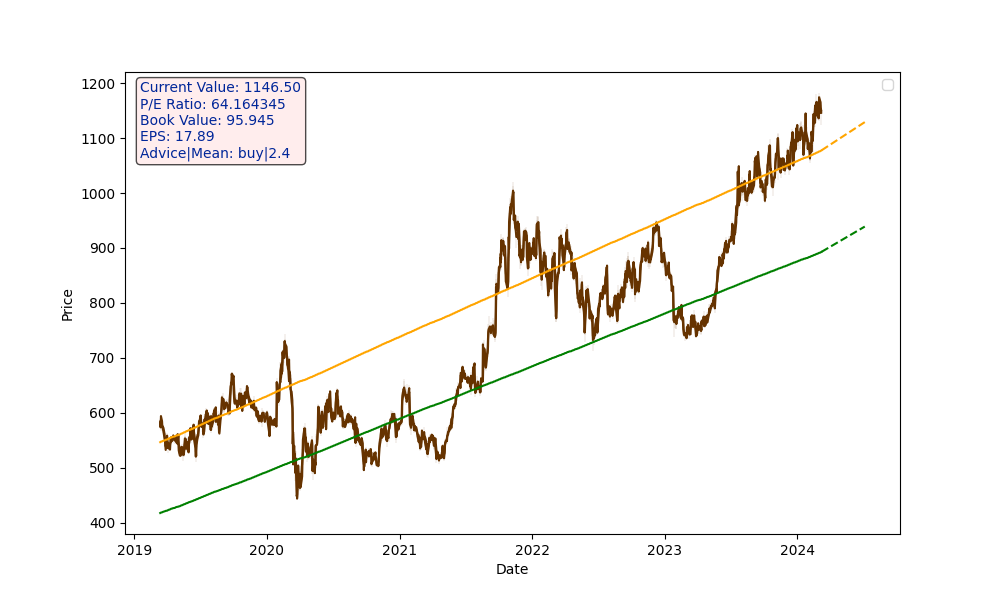 Current Value: 1146.50
P/E Ratio: 64.164345
Book Value: 95.945
EPS: 17.89
Advice|Mean: buy|2.4
1200
1100
1000
900
800
700
600
500
400
Price
2019
2020
2021
2022
2023
2024
Date